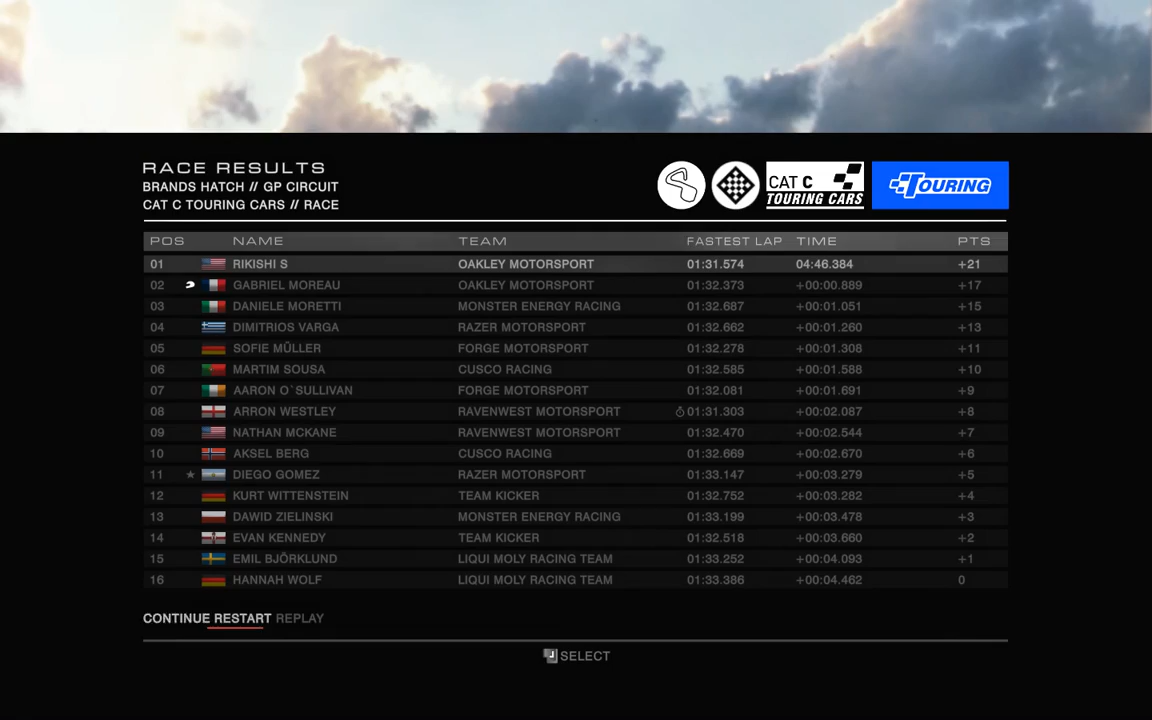 RACE RESULTS
BRANDS HATCH // GP CIRCUIT
CAT C TOURING CARS // RACE
CAT C
TOURING CARS
TOURING
POS NAME TEAM FASTEST LAP TIME PTS
01 RIKISHI S OAKLEY MOTORSPORT 01:31.574 04:46.384 +21
02 GABRIEL MOREAU OAKLEY MOTORSPORT 01:32.373 +00:00.889 +17
03 DANIELE MORETTI MONSTER ENERGY RACING 01:32.687 +00:01.051 +15
04 DIMITRIOS VARGA RAZER MOTORSPORT 01:32.662 +00:01.260 +13
05 SOFIE MÜLLER FORGE MOTORSPORT 01:32.278 +00:01.308 +11
06 MARTIM SOUSA CUSCO RACING 01:32.585 +00:01.588 +10
07 AARON O`SULLIVAN FORGE MOTORSPORT 01:32.081 +00:01.691 +9
08 ARRON WESTLEY RAVENWEST MOTORSPORT 01:31.303 +00:02.087 +8
09 NATHAN MCKANE RAVENWEST MOTORSPORT 01:32.470 +00:02.544 +7
10 AKSEL BERG CUSCO RACING 01:32.669 +00:02.670 +6
11 DIEGO GOMEZ RAZER MOTORSPORT 01:33.147 +00:03.279 +5
12 KURT WITTENSTEIN TEAM KICKER 01:32.752 +00:03.282 +4
13 DAWID ZIELINSKI MONSTER ENERGY RACING 01:33.199 +00:03.478 +3
14 EVAN KENNEDY TEAM KICKER 01:32.518 +00:03.660 +2
15 EMIL BJÖRKLUND LIQUI MOLY RACING TEAM 01:33.252 +00:04.093 +1
16 HANNAH WOLF LIQUI MOLY RACING TEAM 01:33.386 +00:04.462 0
CONTINUE RESTART REPLAY
SELECT